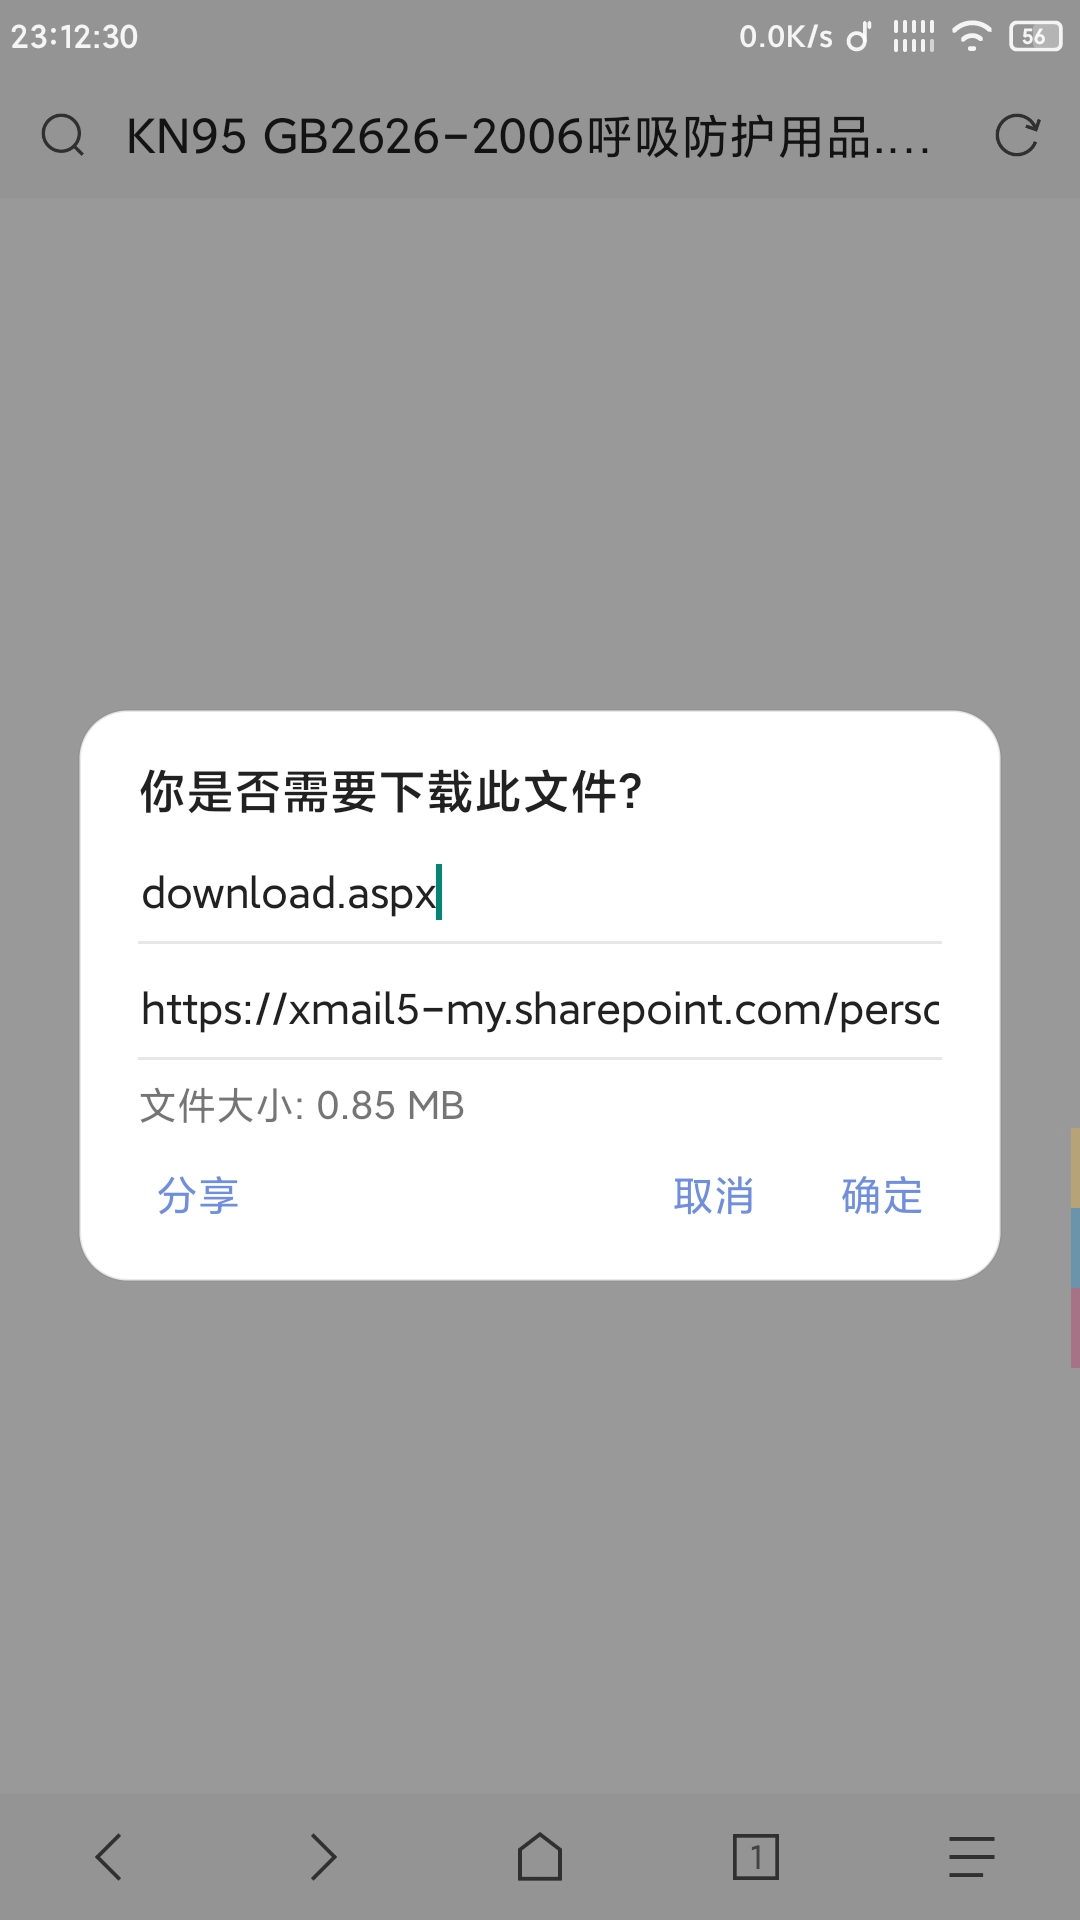 23:12:30
0.0K/s
56
KN95 GB2626-2006呼吸防护用品....
你是否需要下载此文件?
download.aspx
https://xmail5-my.sharepoint.com/perso
文件大小: 0.85 MB
分享
取消
确定
1